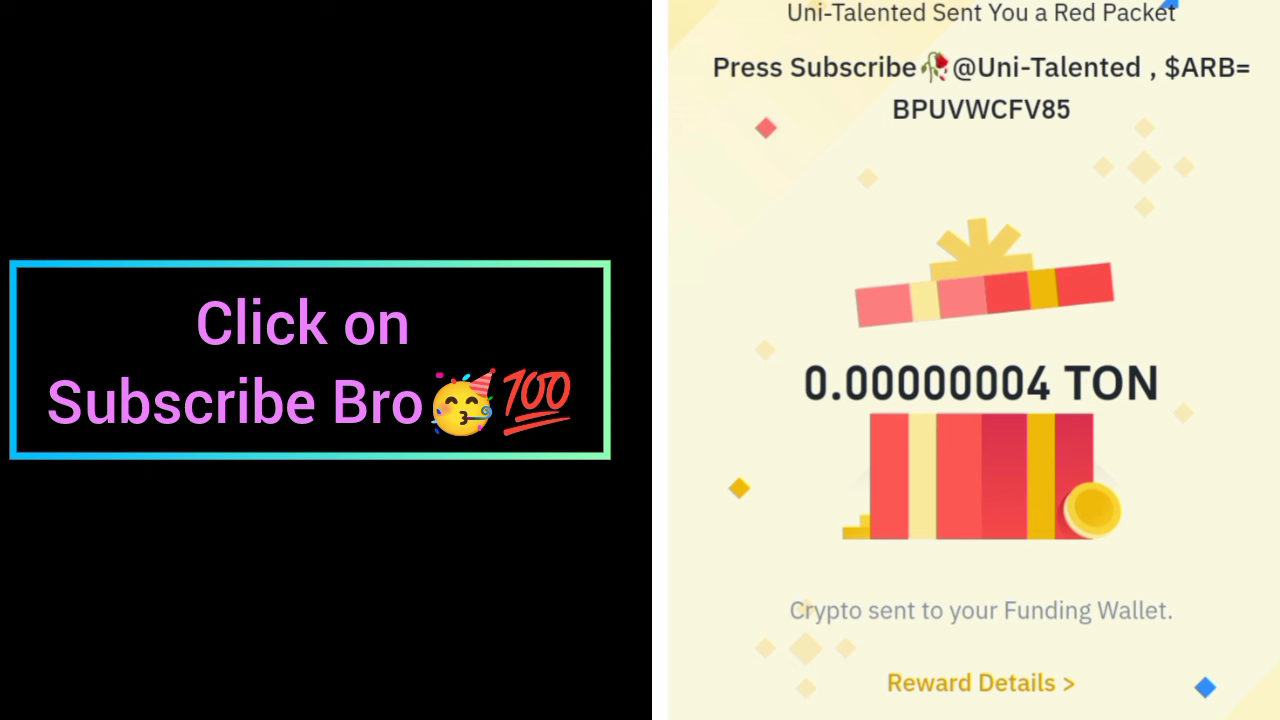 Click on
Subscribe Bro🥳💯
Uni-Talented Sent You a Red Packet
Press Subscribe🥀@Uni-Talented , $ARB=
BPUVWCFV85
0.00000004 TON
Crypto sent to your Funding Wallet.
Reward Details >